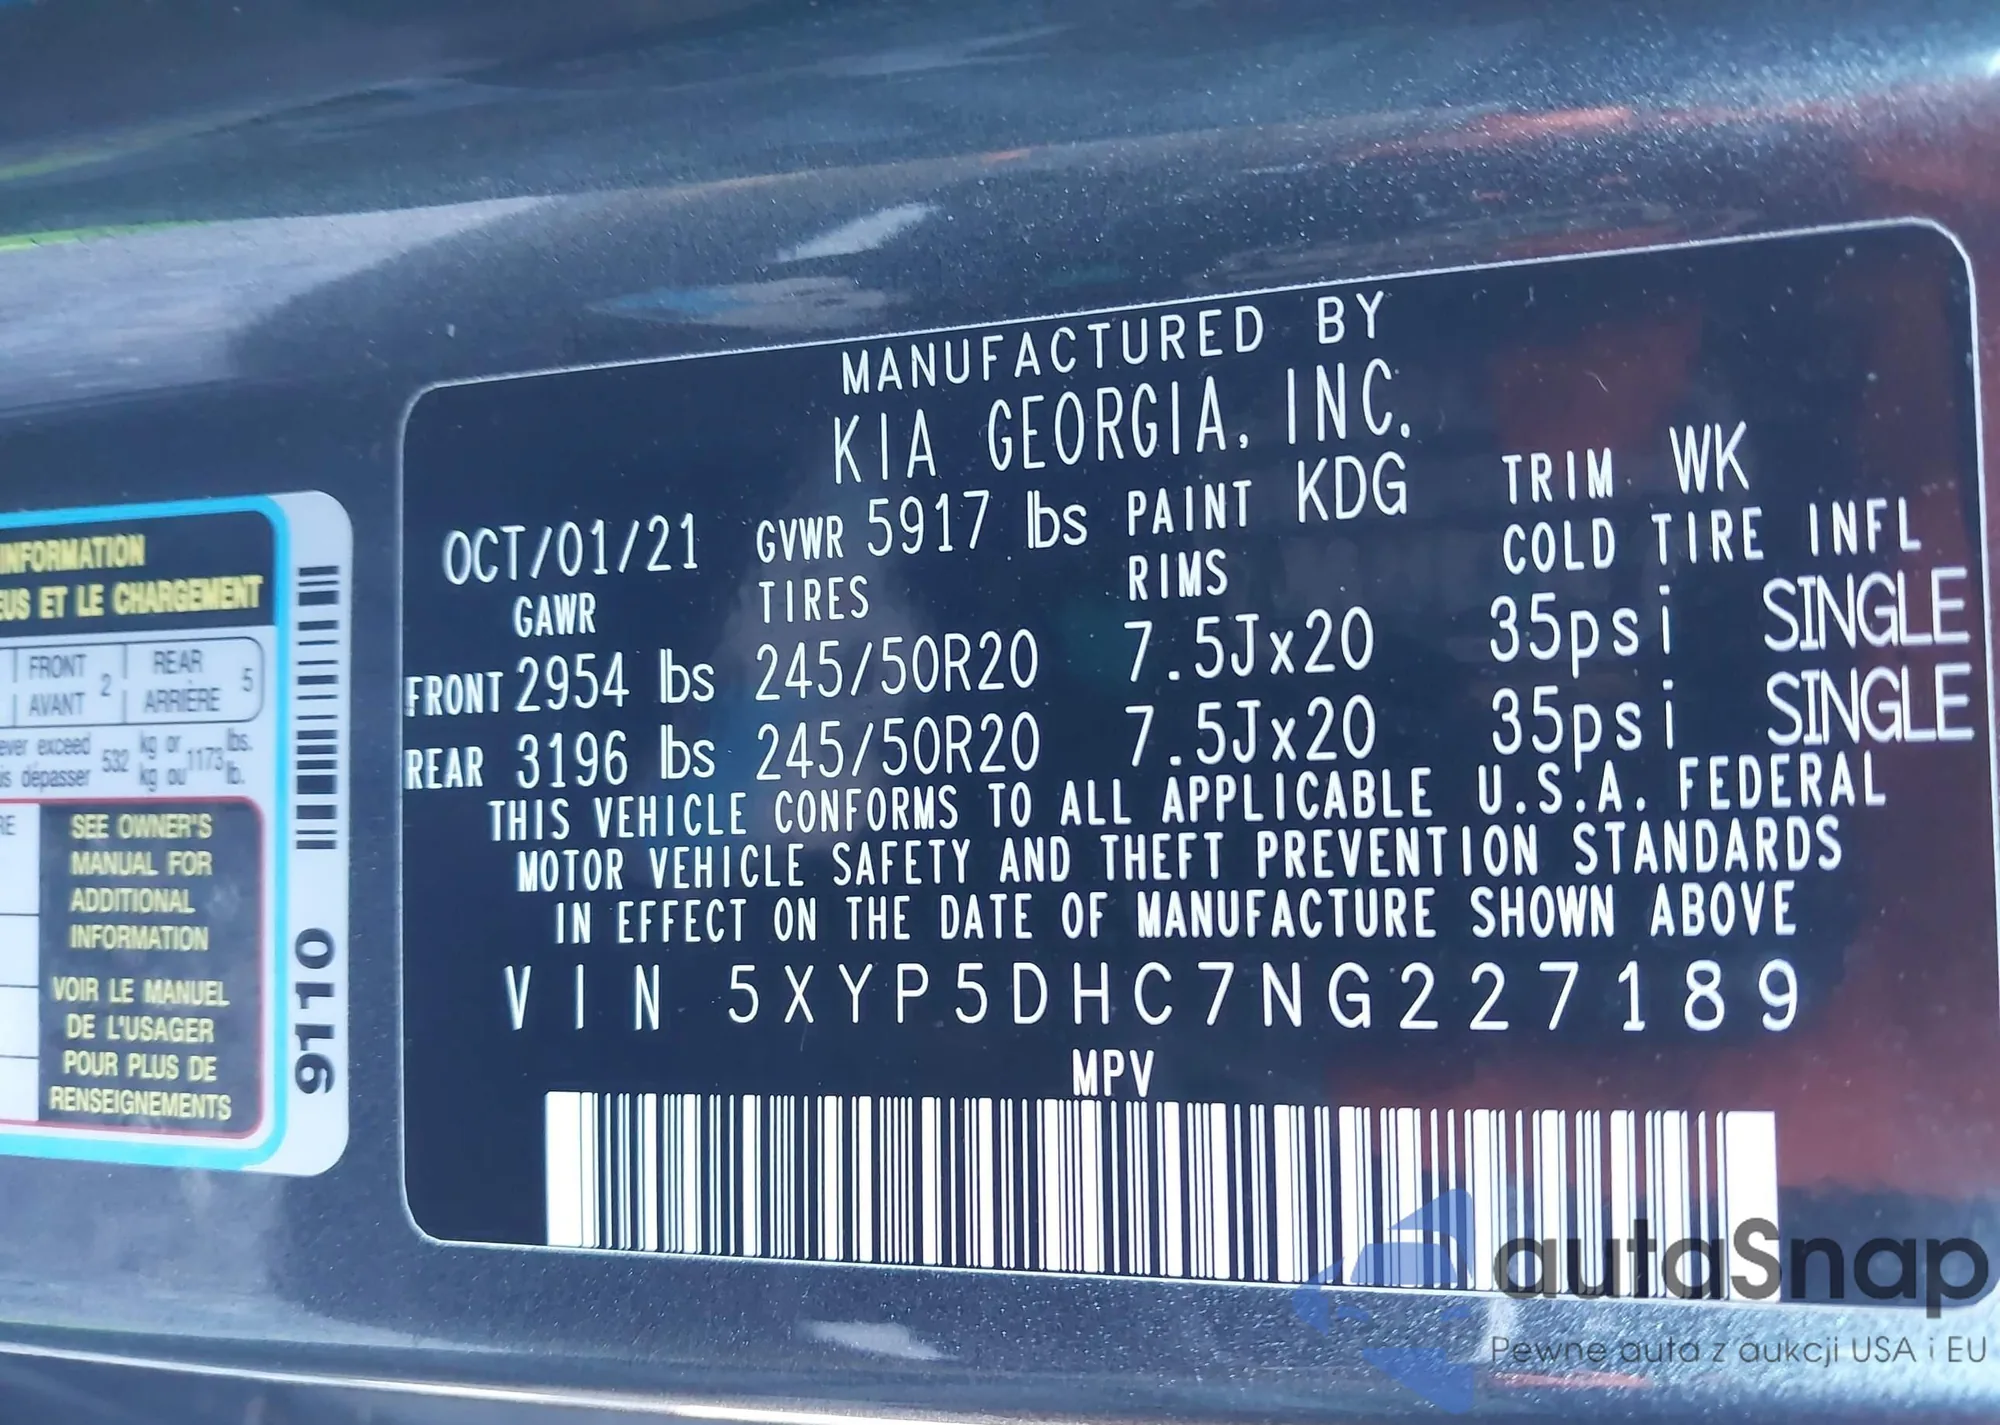 MANUFACTURED BY
KIA GEORGIA, INC.
OCT/01/21 GVWR 5917 lbs PAINT KDG TRIM WK
GAWR TIRES RIMS COLD TIRE INFL
FRONT 2954 lbs 245/50R20 7.5Jx20 35psi SINGLE
REAR 3196 lbs 245/50R20 7.5Jx20 35psi SINGLE
THIS VEHICLE CONFORMS TO ALL APPLICABLE U.S.A. FEDERAL
MOTOR VEHICLE SAFETY AND THEFT PREVENTION STANDARDS
IN EFFECT ON THE DATE OF MANUFACTURE SHOWN ABOVE
VIN 5XYP5DHC7NG227189
MPV
INFORMATION
ET LE CHARGEMENT
FRONT 2 REAR 5
AVANT ARRIÈRE
exceed 532 kg or 1173 lbs.
dépasser kg ou lb.
SEE OWNER'S
MANUAL FOR
ADDITIONAL
INFORMATION
VOIR LE MANUEL
DE L'USAGER
POUR PLUS DE
RENSEIGNEMENTS
9110
autaSnap
Pewne auta z aukcji USA i EU